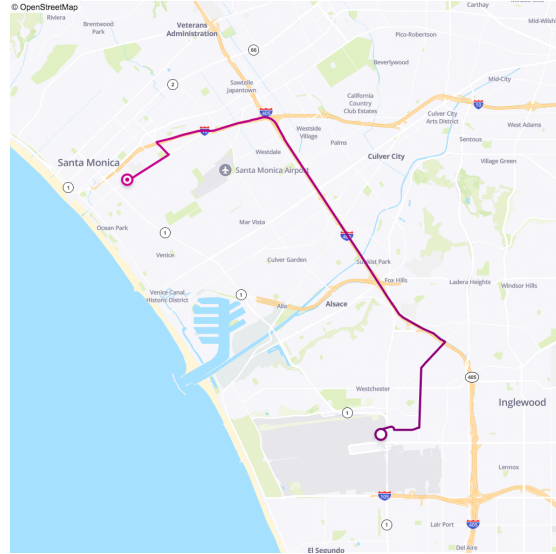 © OpenStreetMap
Carthay
Riviera
Brentwood
Park
Veterans
Administration
Mid-Wilsh
Pico-Robertson
66
Beverlywood
2
Sawtelle
Japantown
Mid-City
California
Country
Club Estates
1
10
405
Culver City
Arts District
West Adams
Westside
Village
Palms
Sentous
Westdale
Culver City
Village Green
Santa Monica
Santa Monica Airport
1
Ocean Park
Mar Vista
1
Venice
Culver Garden
Sunkist Park
Fox Hills
Ladera Heights
Windsor Hills
Venice Canal
Historic District
1
Alla
Alsace
405
Westchester
Inglewood
1
Lennox
105
1
Lair Port
El Segundo
Del Aire